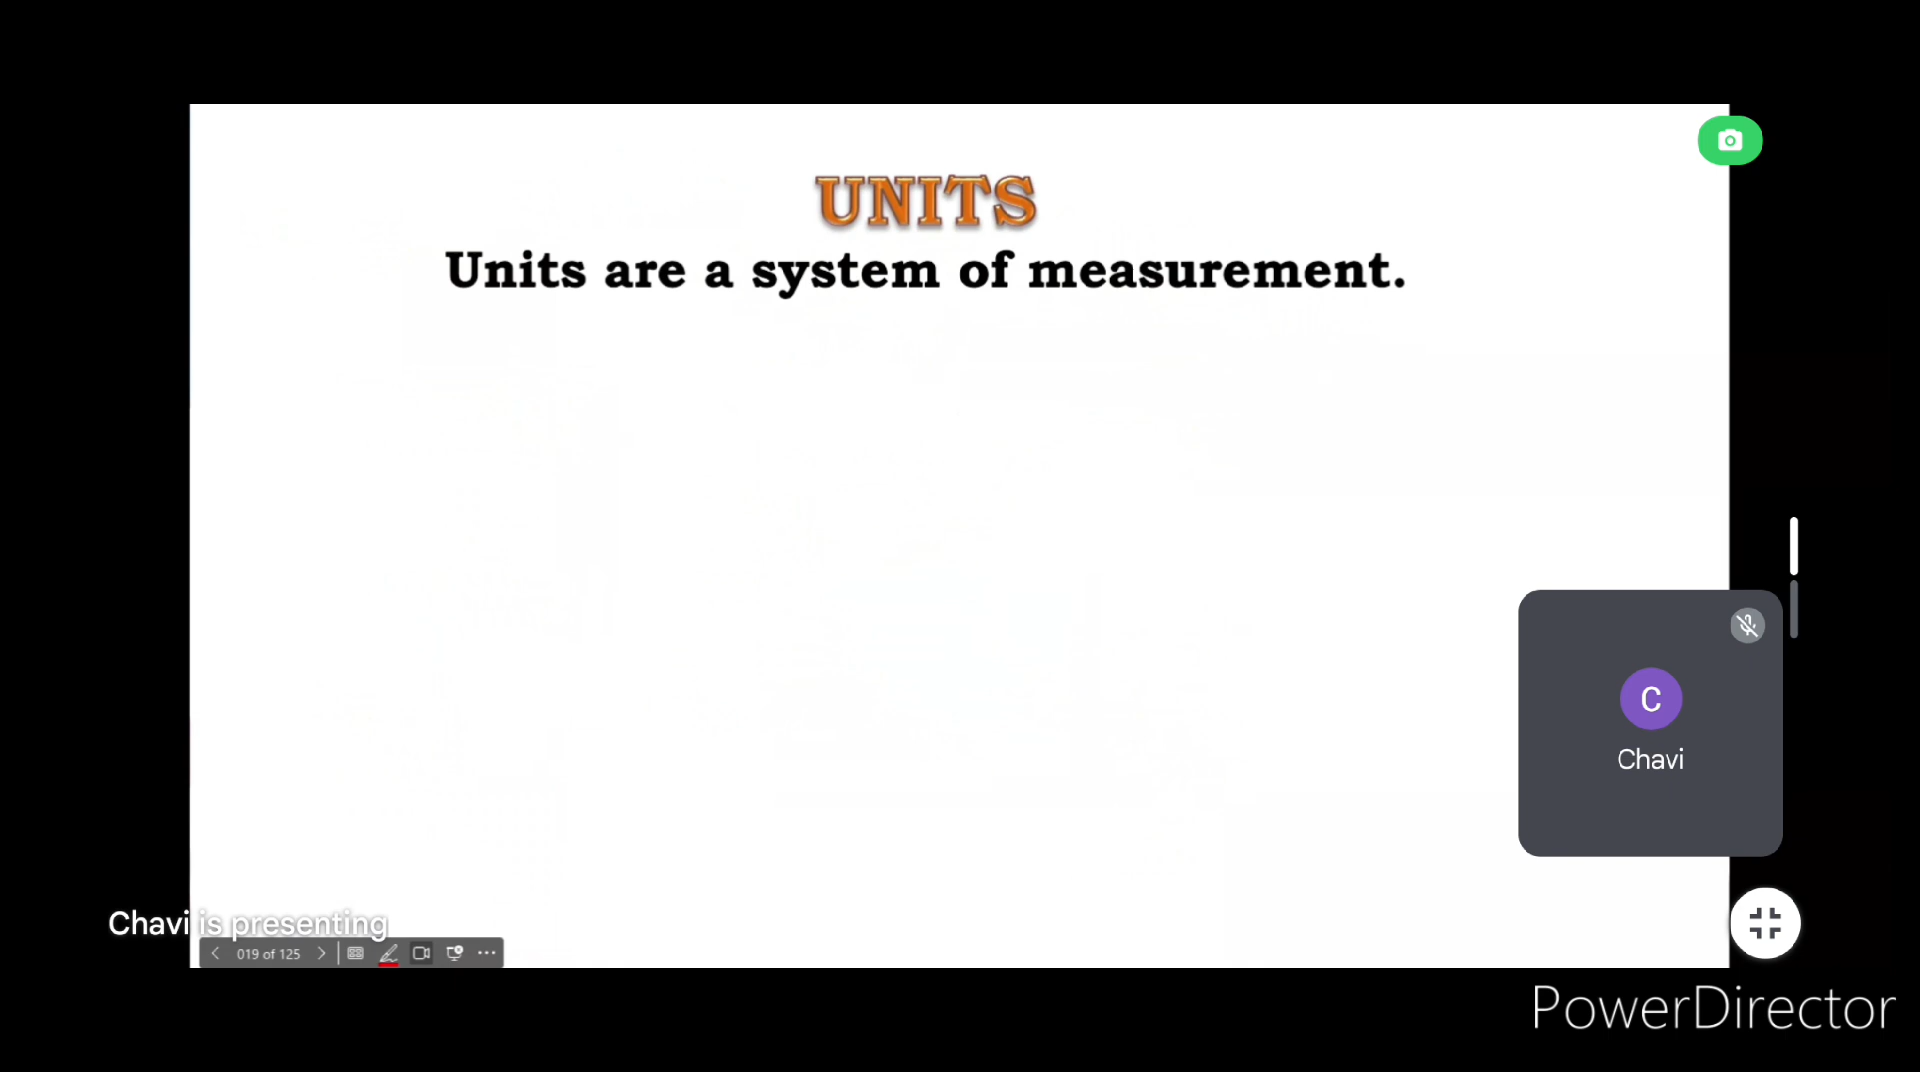 UNITS
Units are a system of measurement.
C
Chavi
Chavi is presenting
019 of 125
PowerDirector